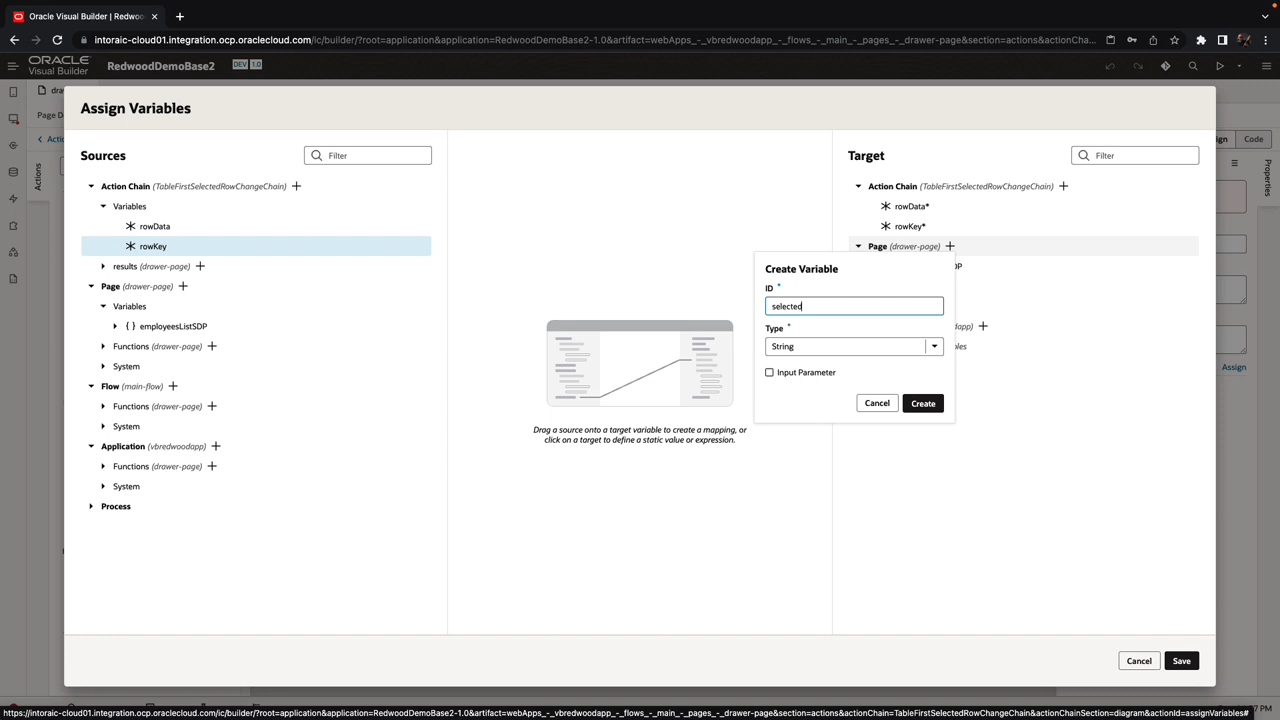 Oracle Visual Builder | Redwoo
intoraic-cloud01.integration.ocp.oraclecloud.com/ic/builder/?root=application&application=RedwoodDemoBase2-1.0&artifact=webApps_-_vbredwoodapp_-_flows_-_main_-_pages_-_drawer-page&section=actions&actionCha...
ORACLE
Visual Builder
RedwoodDemoBase2
DEV 1.0
Page D
Actio
Code
Actions
Properties
Assign
Assign Variables
Sources
Filter
Action Chain (TableFirstSelectedRowChangeChain)
Variables
rowData
rowKey
results (drawer-page)
Page (drawer-page)
Variables
{ } employeesListSDP
Functions (drawer-page)
System
Flow (main-flow)
Functions (drawer-page)
System
Application (vbredwoodapp)
Functions (drawer-page)
System
Process
Drag a source onto a target variable to create a mapping, or
click on a target to define a static value or expression.
Target
Filter
Action Chain (TableFirstSelectedRowChangeChain)
rowData*
rowKey*
Page (drawer-page)
Create Variable
ID *
selected
Type *
String
Input Parameter
Cancel
Create
Cancel
Save
https://intoraic-cloud01.integration.ocp.oraclecloud.com/ic/builder/?root=application&application=RedwoodDemoBase2-1.0&artifact=webApps_-_vbredwoodapp_-_flows_-_main_-_pages_-_drawer-page&section=actions&actionChain=TableFirstSelectedRowChangeChain&actionChainSection=diagram&actionId=assignVariables#